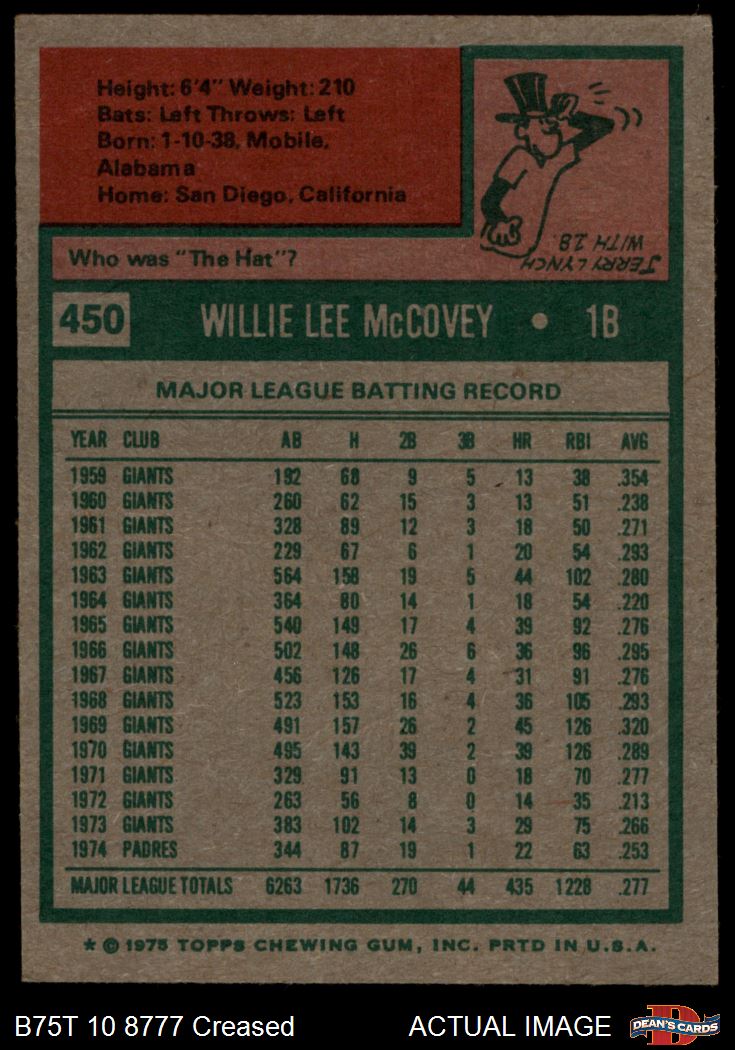 Height: 6'4" Weight: 210
Bats: Left Throws: Left
Born: 1-10-38, Mobile,
Alabama
Home: San Diego, California
Who was "The Hat"?
JERRY LYNCH
WITH 18.
450 WILLIE LEE McCOVEY • 1B
MAJOR LEAGUE BATTING RECORD
YEAR CLUB AB H 2B 3B HR RBI AVG
1959 GIANTS 192 68 9 5 13 38 .354
1960 GIANTS 260 62 15 3 13 51 .238
1961 GIANTS 328 89 12 3 18 50 .271
1962 GIANTS 229 67 6 1 20 54 .293
1963 GIANTS 564 158 19 5 44 102 .280
1964 GIANTS 364 80 14 1 18 54 .220
1965 GIANTS 540 149 17 4 39 92 .276
1966 GIANTS 502 148 26 6 36 96 .295
1967 GIANTS 456 126 17 4 31 91 .276
1968 GIANTS 523 153 16 4 36 105 .293
1969 GIANTS 491 157 26 2 45 126 .320
1970 GIANTS 495 143 39 2 39 126 .289
1971 GIANTS 329 91 13 0 18 70 .277
1972 GIANTS 263 56 8 0 14 35 .213
1973 GIANTS 383 102 14 3 29 75 .266
1974 PADRES 344 87 19 1 22 63 .253
MAJOR LEAGUE TOTALS 6263 1736 270 44 435 1228 .277
* © 1975 TOPPS CHEWING GUM, INC. PRTD IN U.S.A.
B75T 10 8777 Creased ACTUAL IMAGE
D
DEAN'S CARDS